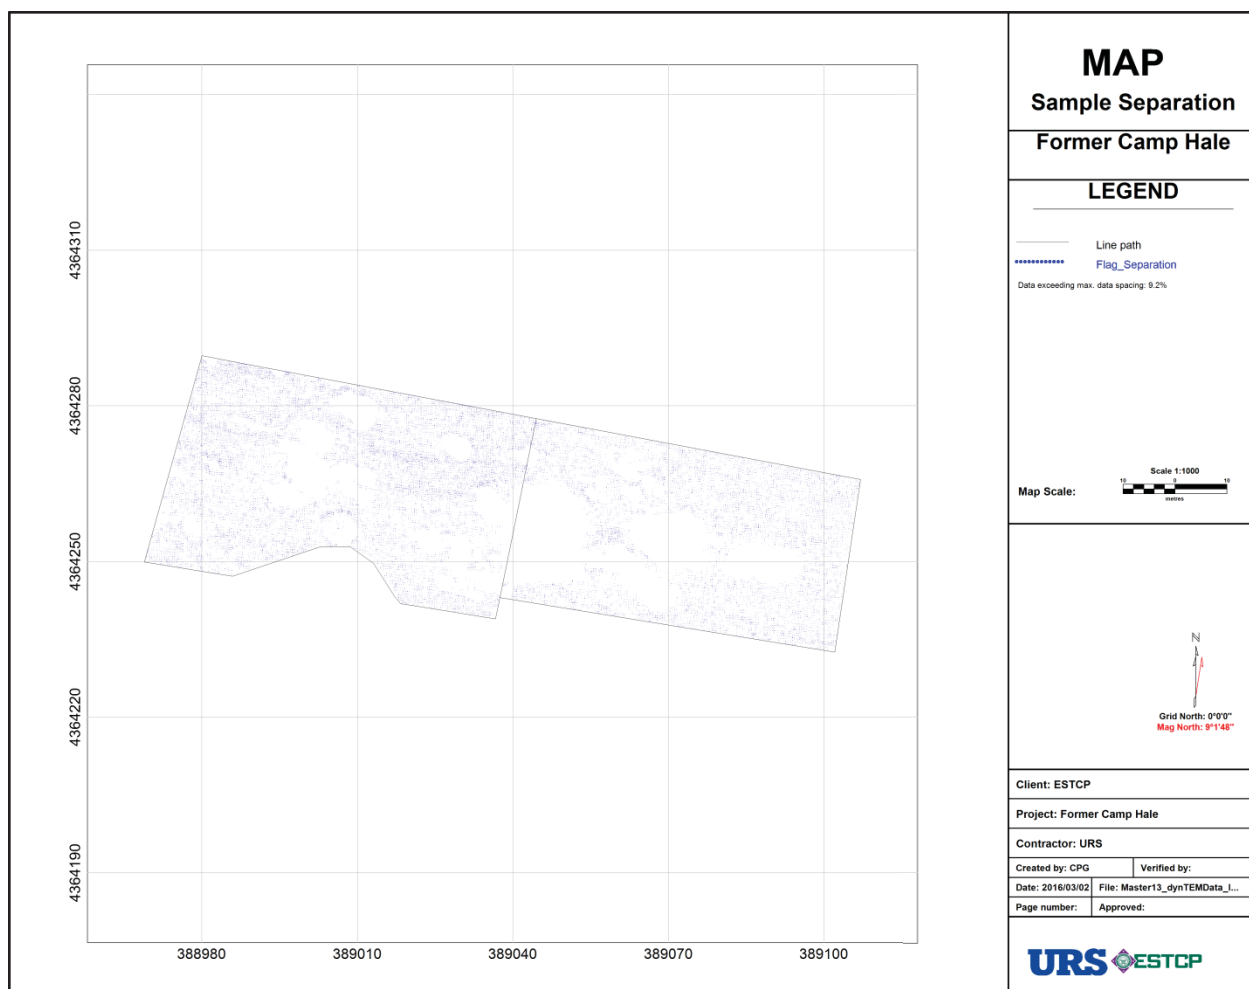 MAP
Sample Separation
Former Camp Hale
LEGEND
Line path
Flag_Separation
Data exceeding max. data spacing: 9.2%
Scale 1:1000
Map Scale:
10 0 10
metres
4364310
4364280
4364250
4364220
4364190
388980 389010 389040 389070 389100
N
Grid North: 0°0'0"
Mag North: 9°1'48"
Client: ESTCP
Project: Former Camp Hale
Contractor: URS
Created by: CPG Verified by:
Date: 2016/03/02 File: Master13_dynTEMData_I...
Page number: Approved:
URS ESTCP